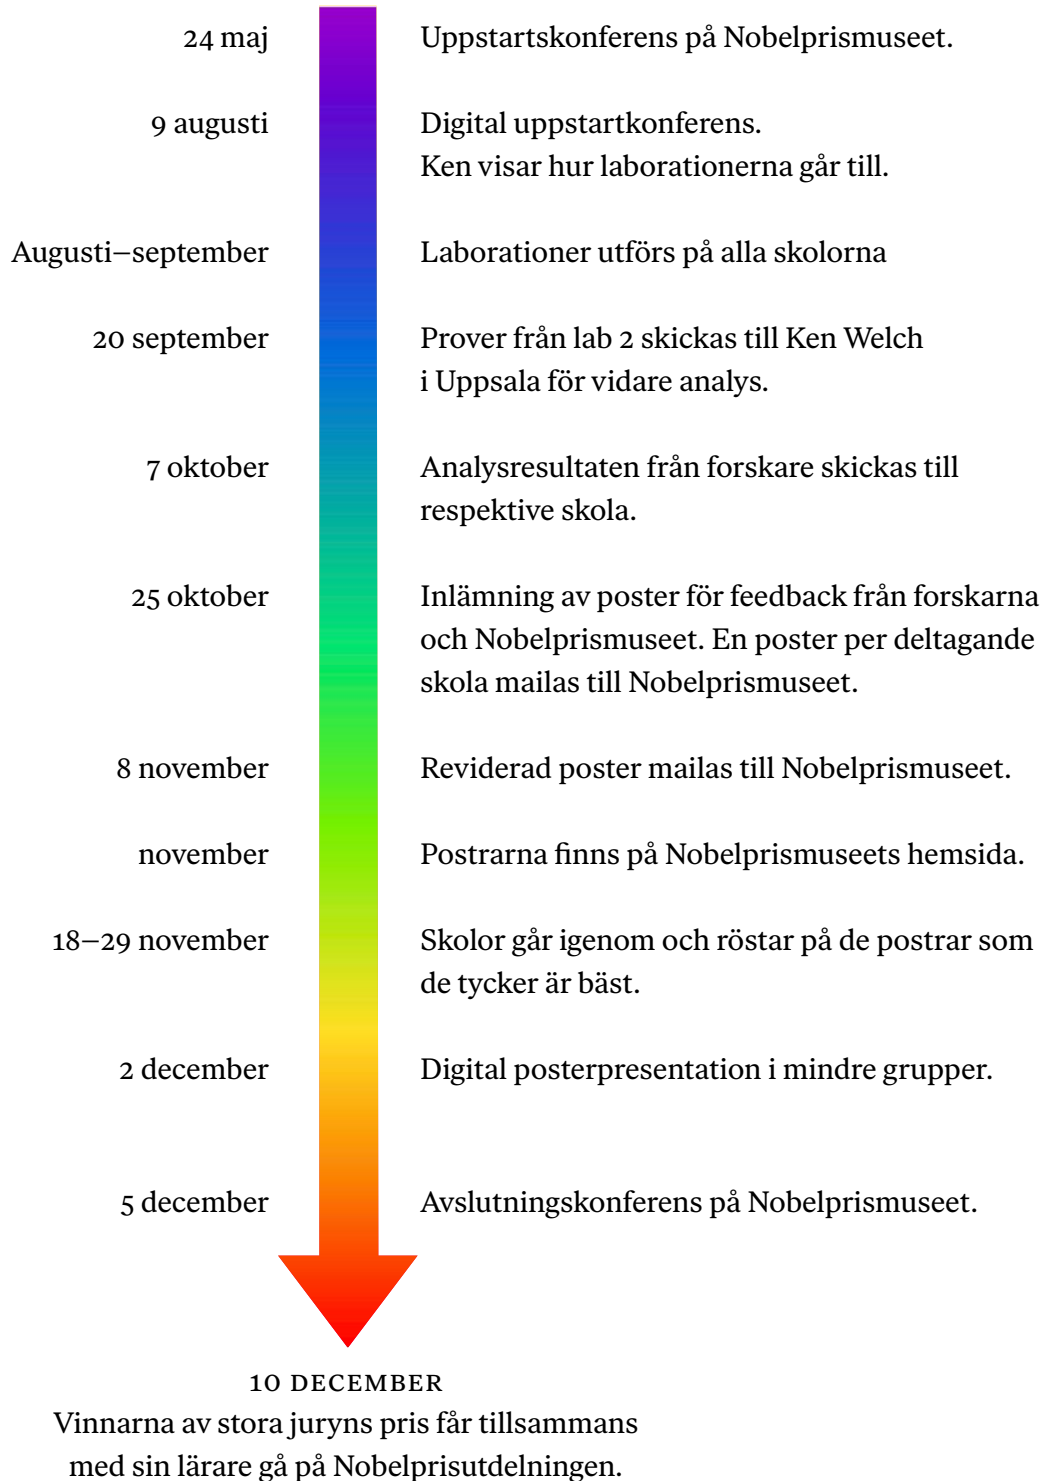 24 maj
Uppstartskonferens på Nobelprismuseet.
9 augusti
Digital uppstartkonferens.
Ken visar hur laborationerna går till.
Augusti–september
Laborationer utförs på alla skolorna
20 september
Prover från lab 2 skickas till Ken Welch
i Uppsala för vidare analys.
7 oktober
Analysresultaten från forskare skickas till
respektive skola.
25 oktober
Inlämning av poster för feedback från forskarna
och Nobelprismuseet. En poster per deltagande
skola mailas till Nobelprismuseet.
8 november
Reviderad poster mailas till Nobelprismuseet.
november
Postrarna finns på Nobelprismuseets hemsida.
18–29 november
Skolor går igenom och röstar på de postrar som
de tycker är bäst.
2 december
Digital posterpresentation i mindre grupper.
5 december
Avslutningskonferens på Nobelprismuseet.
10 DECEMBER
Vinnarna av stora juryns pris får tillsammans
med sin lärare gå på Nobelprisutdelningen.